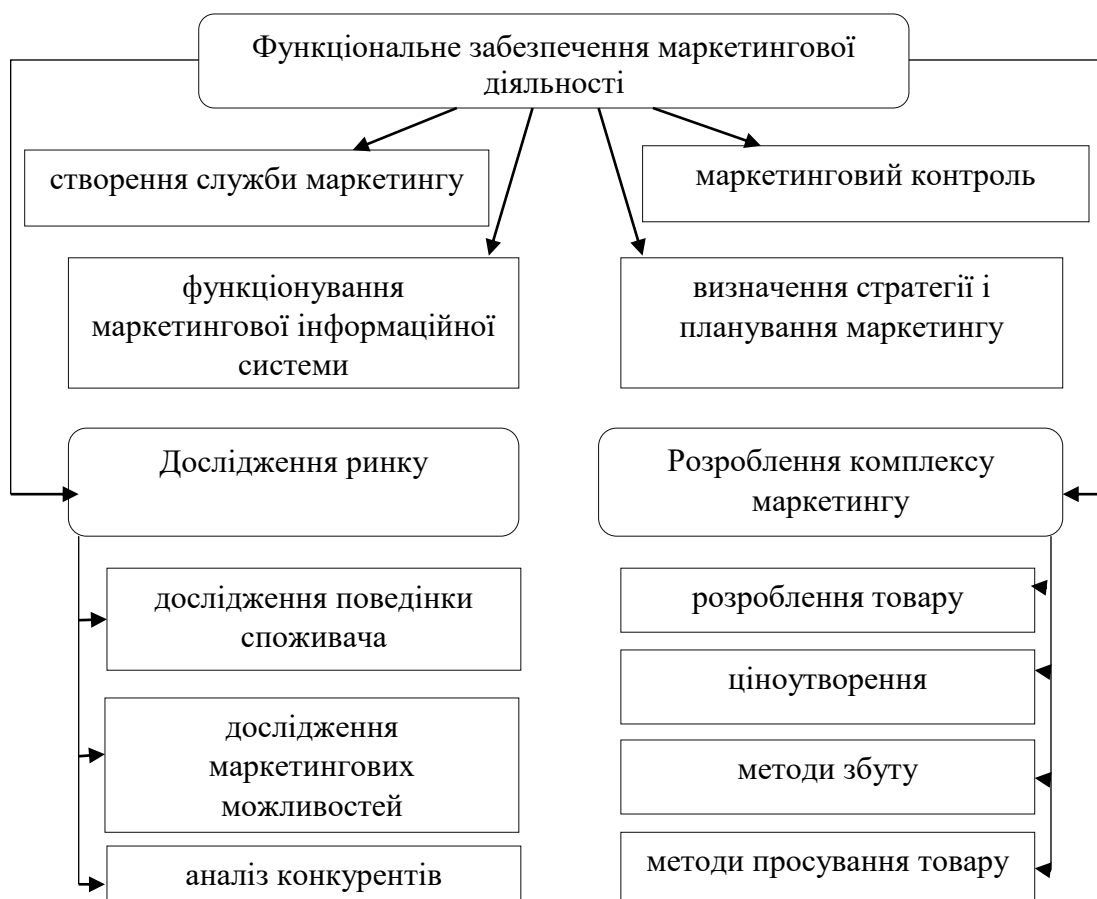 Функціональне забезпечення маркетингової
діяльності
створення служби маркетингу
маркетинговий контроль
функціонування
маркетингової інформаційної
системи
визначення стратегії і
планування маркетингу
Дослідження ринку
Розроблення комплексу
маркетингу
дослідження поведінки
споживача
дослідження
маркетингових
можливостей
аналіз конкурентів
розроблення товару
ціноутворення
методи збуту
методи просування товару